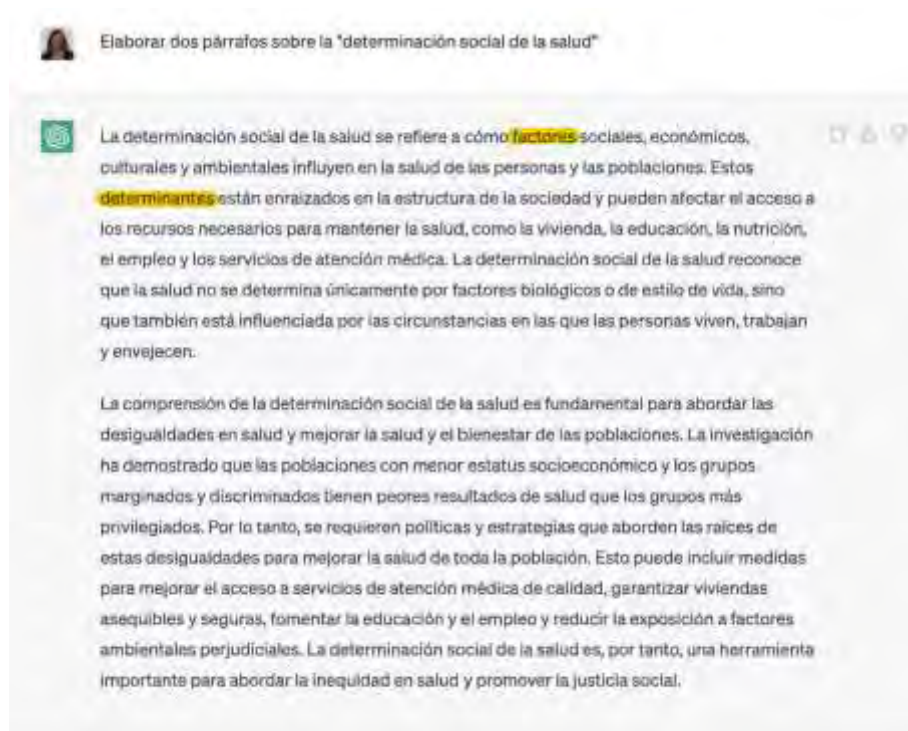 Elaborar dos párrafos sobre la "determinación social de la salud"
La determinación social de la salud se refiere a cómo factores sociales, económicos,
culturales y ambientales influyen en la salud de las personas y las poblaciones. Estos
determinantes están enraizados en la estructura de la sociedad y pueden afectar el acceso a
los recursos necesarios para mantener la salud, como la vivienda, la educación, la nutrición,
el empleo y los servicios de atención médica. La determinación social de la salud reconoce
que la salud no se determina únicamente por factores biológicos o de estilo de vida, sino
que también está influenciada por las circunstancias en las que las personas viven, trabajan
y envejecen.
La comprensión de la determinación social de la salud es fundamental para abordar las
desigualdades en salud y mejorar la salud y el bienestar de las poblaciones. La investigación
ha demostrado que las poblaciones con menor estatus socioeconómico y los grupos
marginados y discriminados tienen peores resultados de salud que los grupos más
privilegiados. Por lo tanto, se requieren políticas y estrategias que aborden las raíces de
estas desigualdades para mejorar la salud de toda la población. Esto puede incluir medidas
para mejorar el acceso a servicios de atención médica de calidad, garantizar viviendas
asequibles y seguras, fomentar la educación y el empleo y reducir la exposición a factores
ambientales perjudiciales. La determinación social de la salud es, por tanto, una herramienta
importante para abordar la inequidad en salud y promover la justicia social.